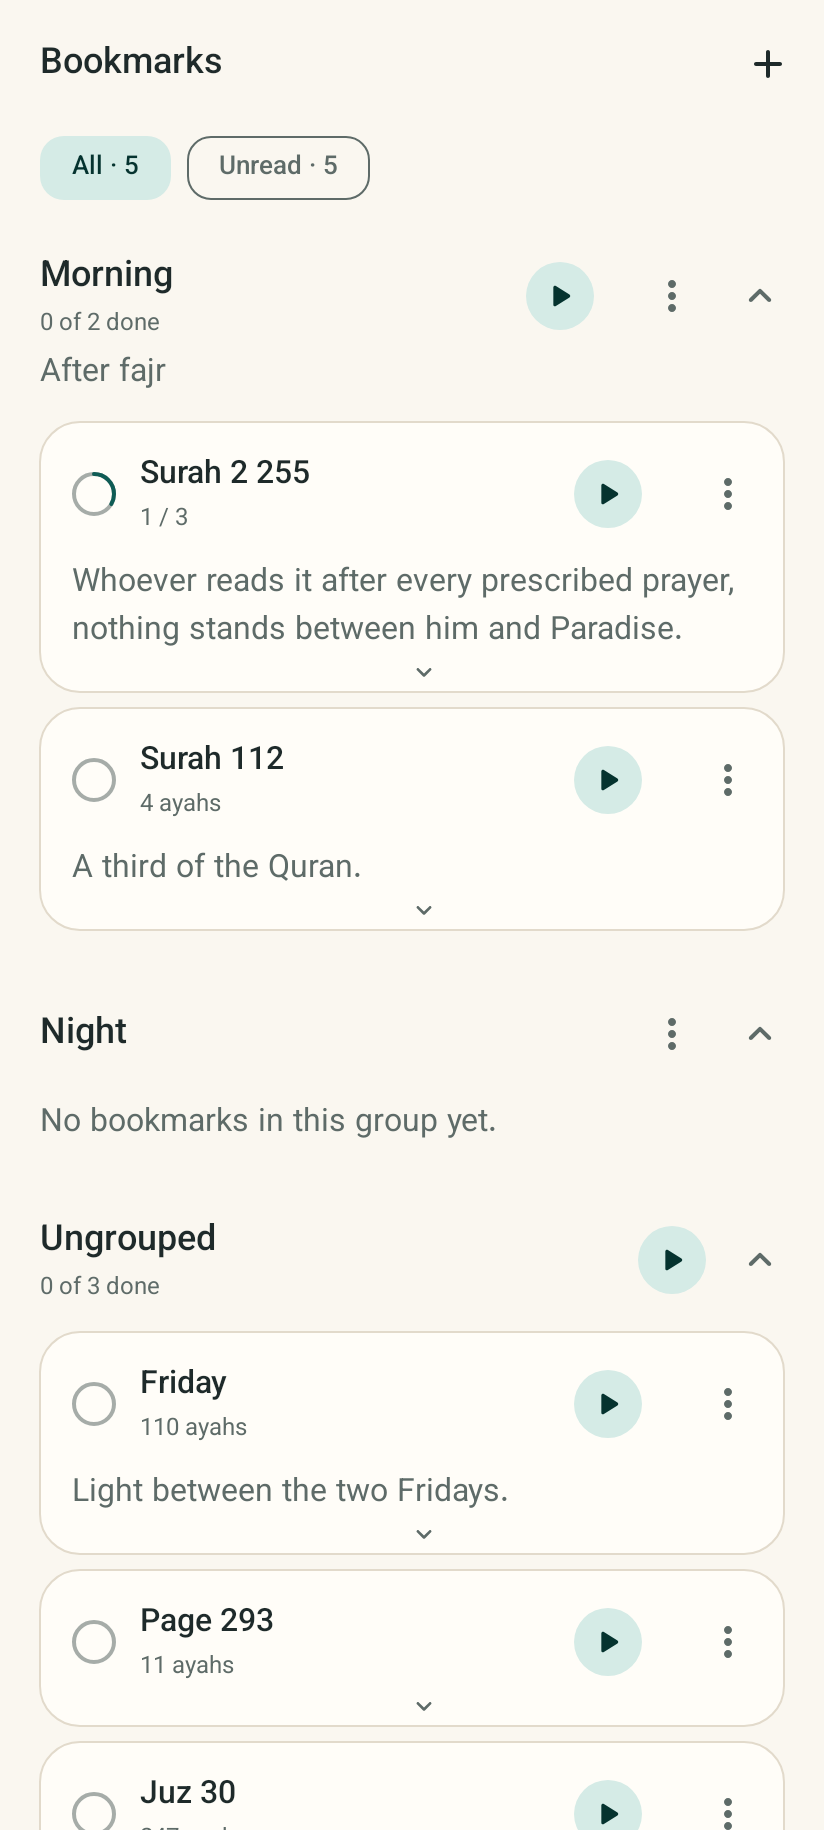 Bookmarks
All · 5
Unread · 5
Morning
0 of 2 done
After fajr
Surah 2 255
1 / 3
Whoever reads it after every prescribed prayer,
nothing stands between him and Paradise.
Surah 112
4 ayahs
A third of the Quran.
Night
No bookmarks in this group yet.
Ungrouped
0 of 3 done
Friday
110 ayahs
Light between the two Fridays.
Page 293
11 ayahs
Juz 30